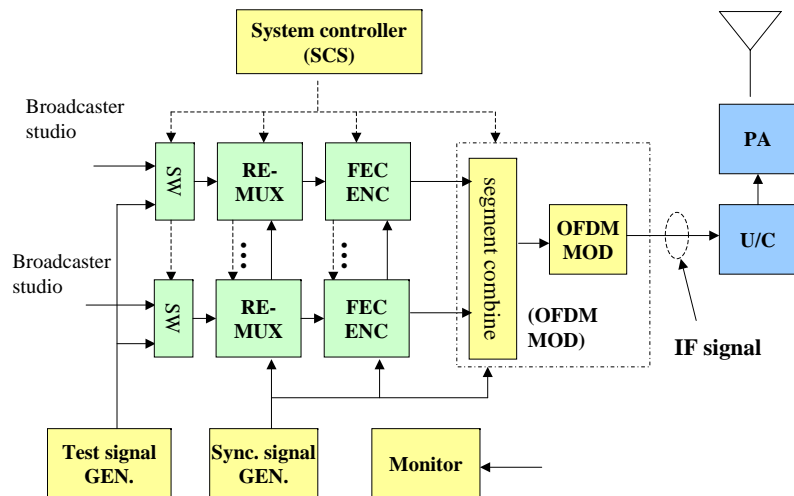 System controller
(SCS)
Broadcaster
studio
SW
RE-
MUX
FEC
ENC
PA
segment combine
OFDM
MOD
U/C
Broadcaster
studio
SW
RE-
MUX
FEC
ENC
(OFDM
MOD)
IF signal
Test signal
GEN.
Sync. signal
GEN.
Monitor